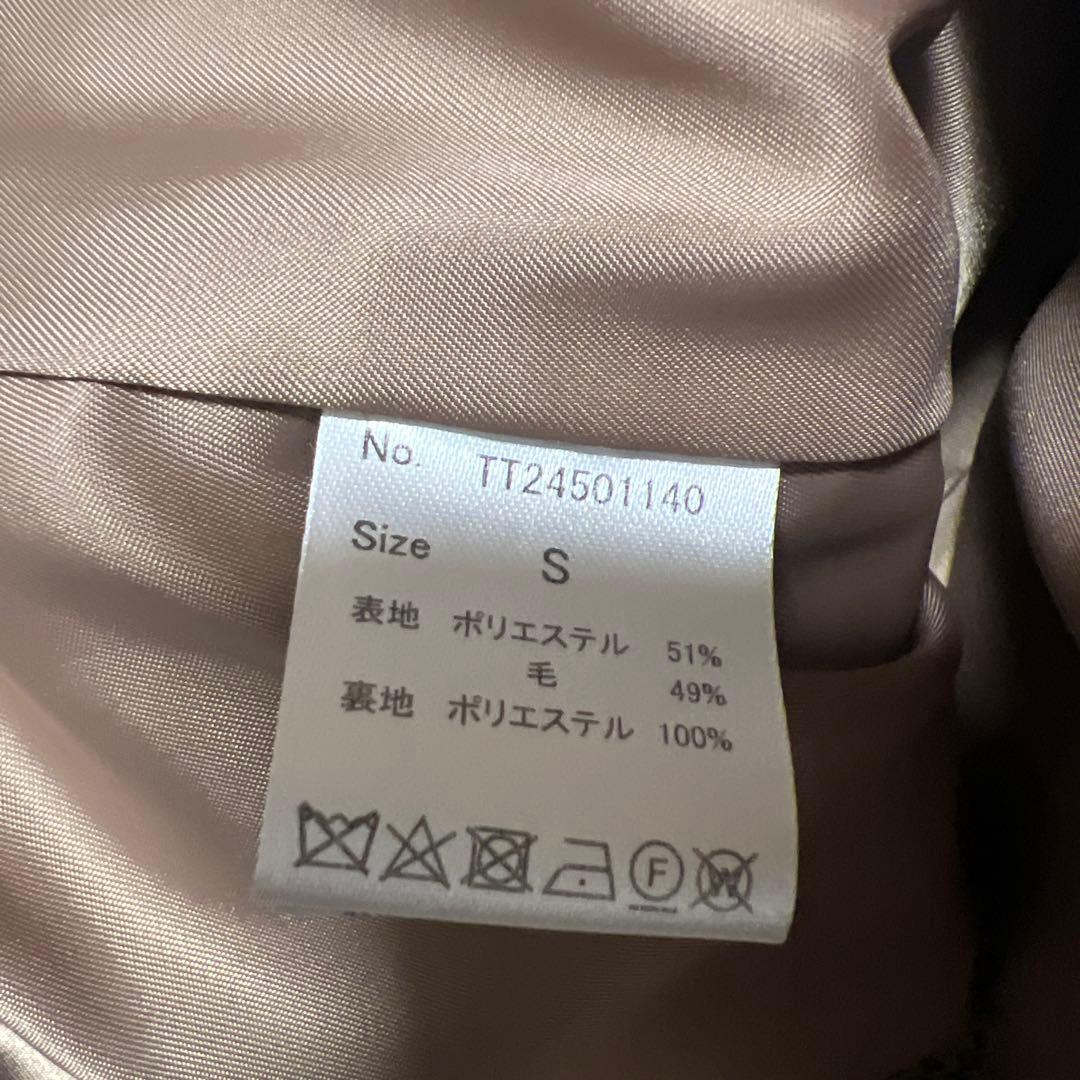 No. TT24501140
Size S
表地 ポリエステル 51%
毛 49%
裏地 ポリエステル 100%
F W